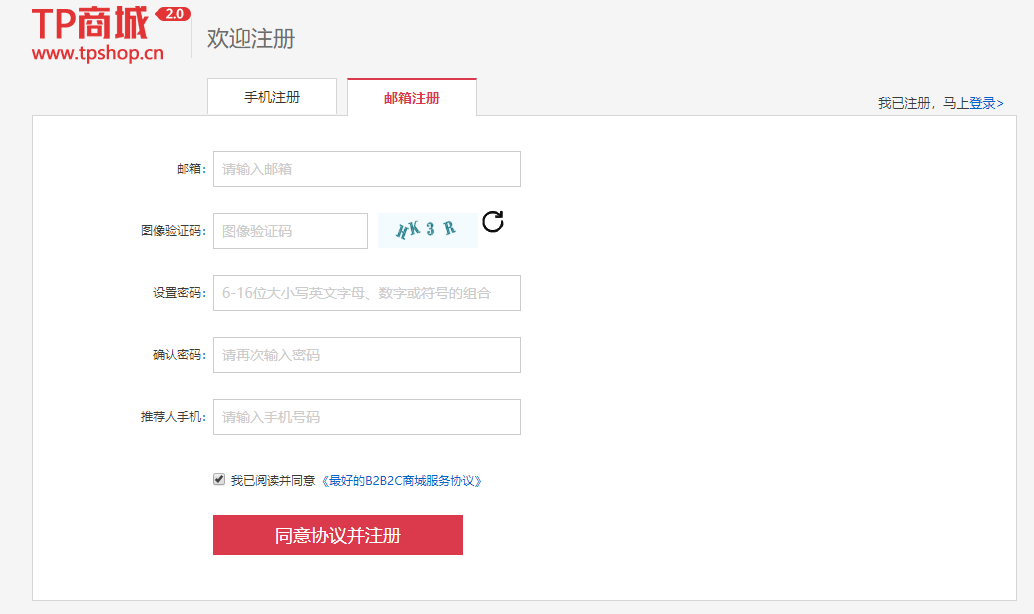 TP商城 2.0
www.tpshop.cn
欢迎注册
手机注册
邮箱注册
我已注册，马上登录>
邮箱：
请输入邮箱
图像验证码：
图像验证码
HK3R
设置密码：
6-16位大小写英文字母、数字或符号的组合
确认密码：
请再次输入密码
推荐人手机：
请输入手机号码
我已阅读并同意《最好的B2B2C商城服务协议》
同意协议并注册